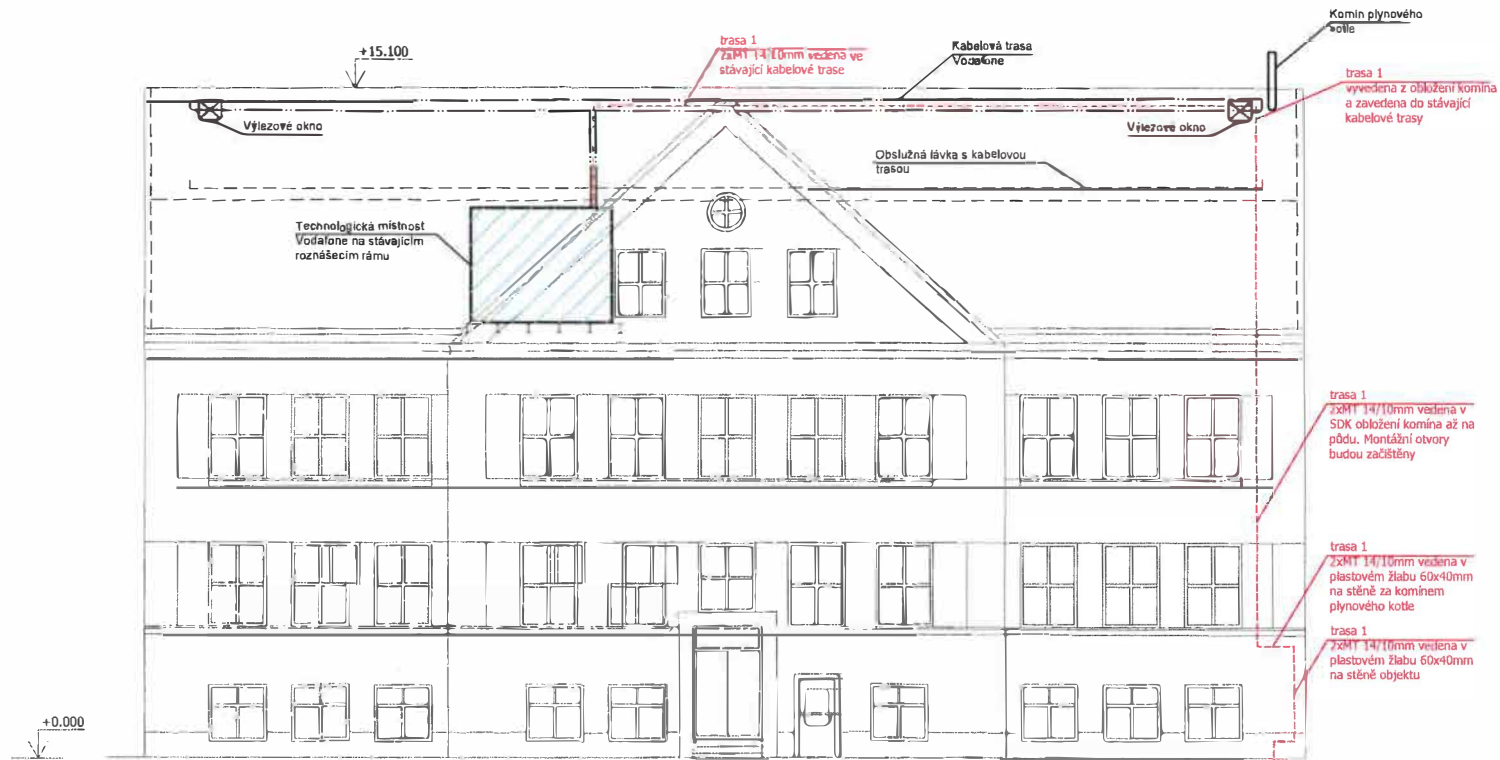 Komín plynového
kotle
+15.100
trasa 1
2xMT 14/10mm vedena ve
stávající kabelové trase
Kabelová trasa
Vodafone
trasa 1
vyvedena z obložení komína
a zavedena do stávající
kabelové trasy
Výlezové okno
Výlezové okno
Obslužná lávka s kabelovou
trasou
Technologická místnost
Vodafone na stávajícím
roznášecím rámu
trasa 1
2xMT 14/10mm vedena v
SDK obložení komína až na
půdu. Montážní otvory
budou začištěny
trasa 1
2xMT 14/10mm vedena v
plastovém žlabu 60x40mm
na stěně za komínem
plynového kotle
trasa 1
2xMT 14/10mm vedena v
plastovém žlabu 60x40mm
na stěně objektu
+0.000